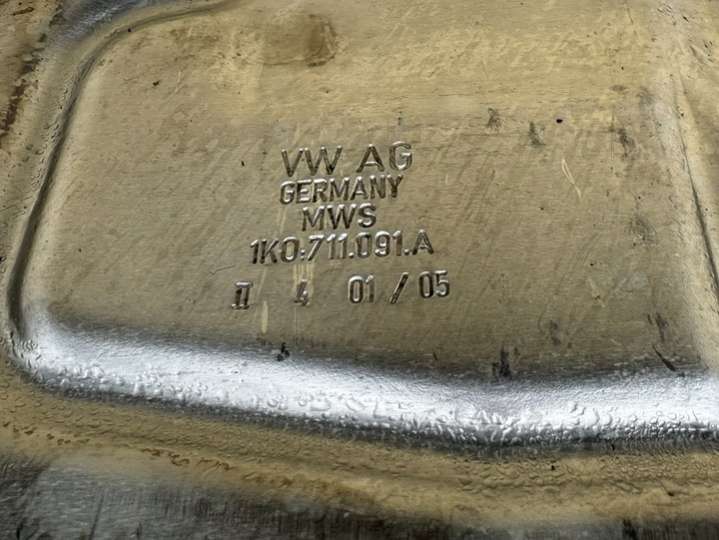 VW AG
GERMANY
MWS
1K0.711.091.A
II 4 01/05